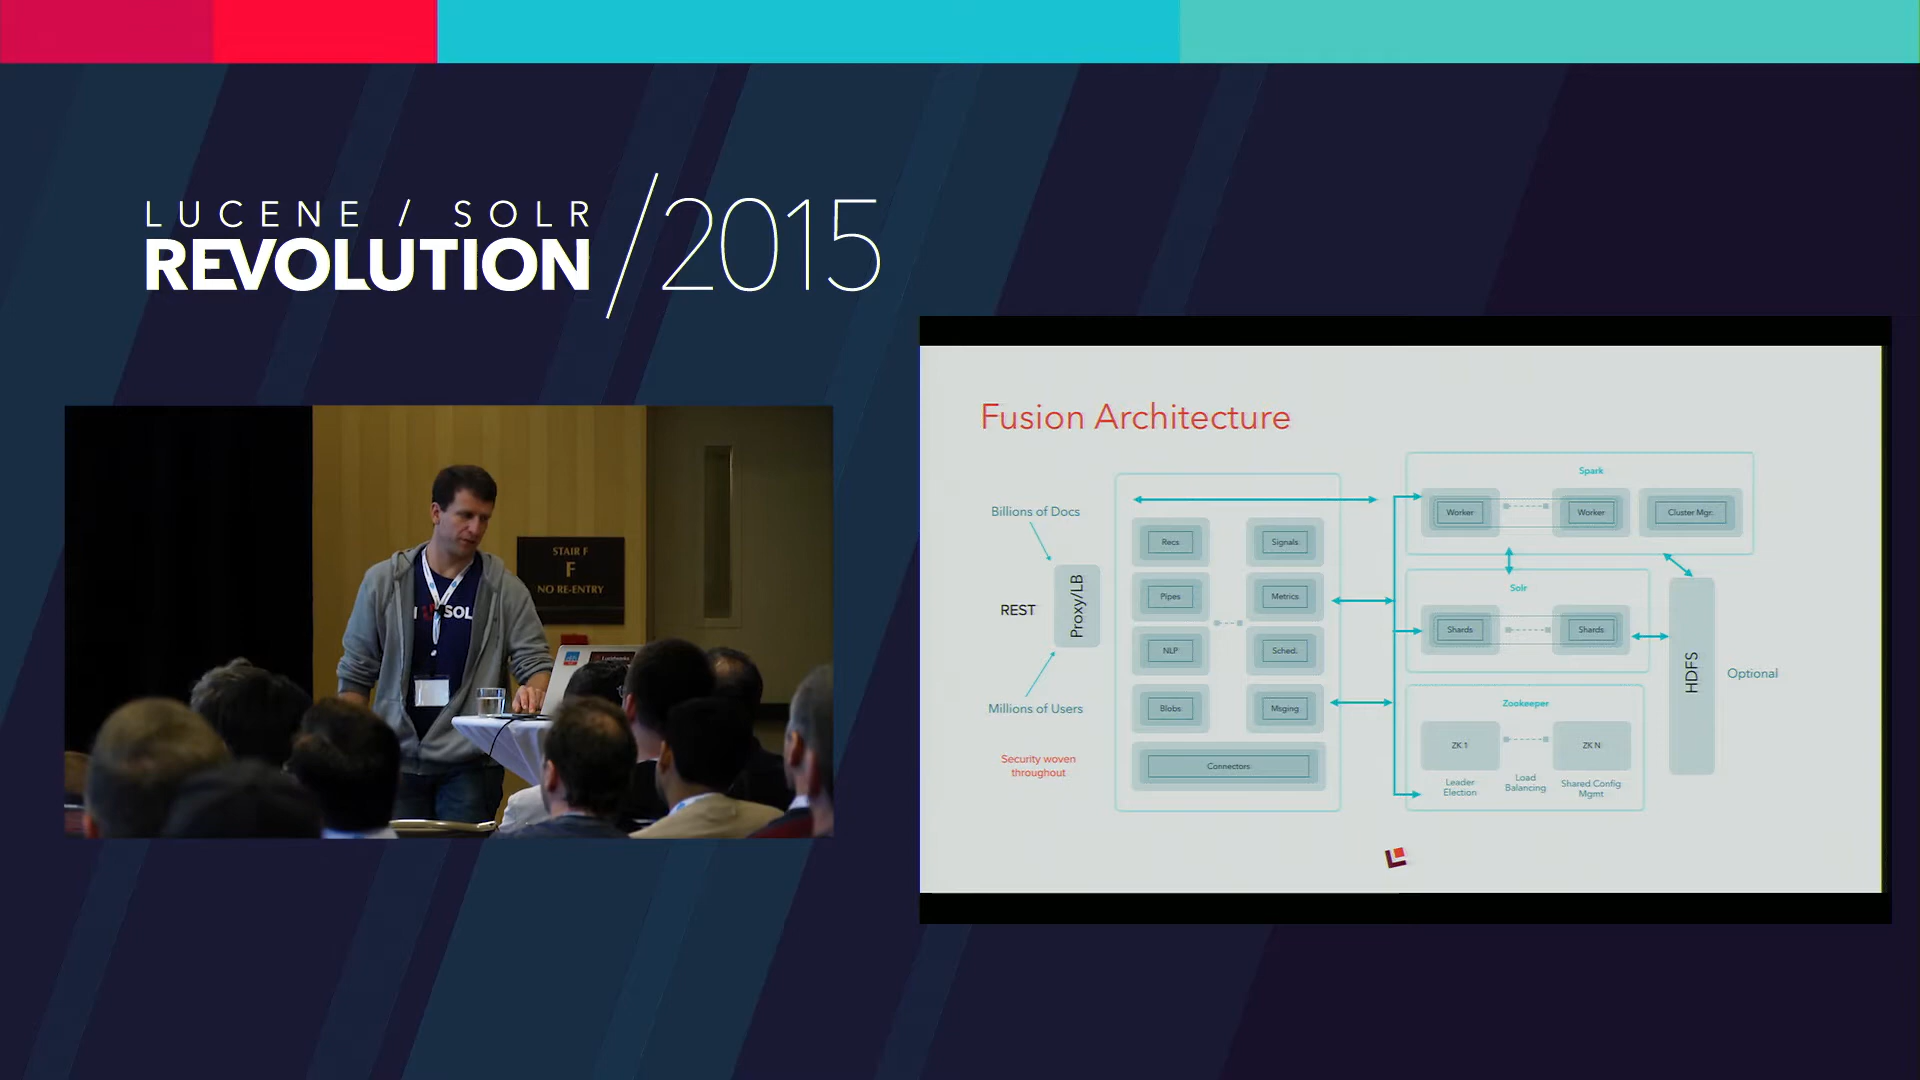 LUCENE / SOLR
REVOLUTION
/2015
STAIR F
F
NO RE-ENTRY
I
SOL
Lucidworks
Fusion Architecture
Billions of Docs
REST
Proxy/LB
Millions of Users
Security woven
throughout
Recs
Signals
Pipes
Metrics
NLP
Sched.
Blobs
Msging
Connectors
Spark
Worker
Worker
Cluster Mgr.
Solr
Shards
Shards
Zookeeper
ZK 1
ZK N
Leader
Election
Load
Balancing
Shared Config
Mgmt
HDFS
Optional